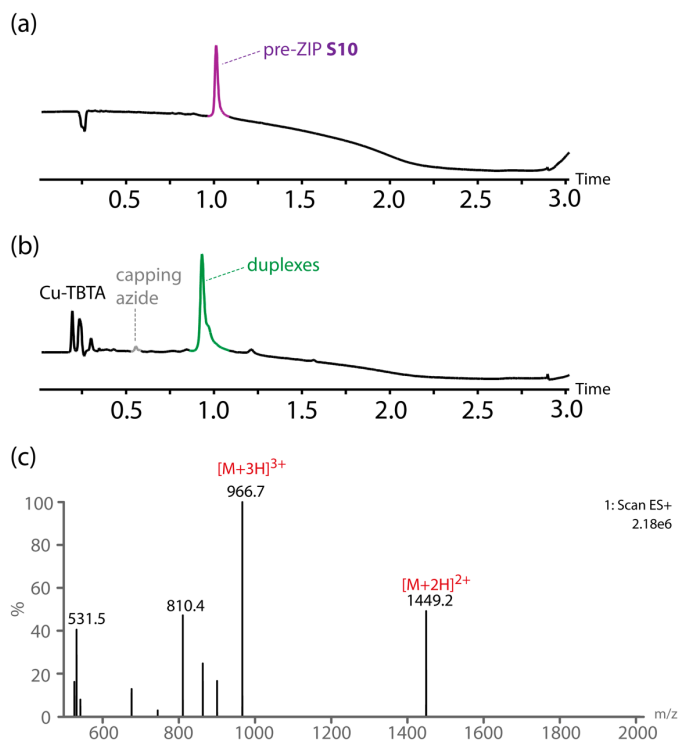 (a)
pre-ZIP S10
0.5 1.0 1.5 2.0 2.5 3.0 Time
(b)
Cu-TBTA
capping
azide
duplexes
0.5 1.0 1.5 2.0 2.5 3.0 Time
(c)
[M+3H]3+
966.7
1: Scan ES+
2.18e6
[M+2H]2+
1449.2
810.4
531.5
%
100
80
60
40
20
0
600 800 1000 1200 1400 1600 1800 2000 m/z